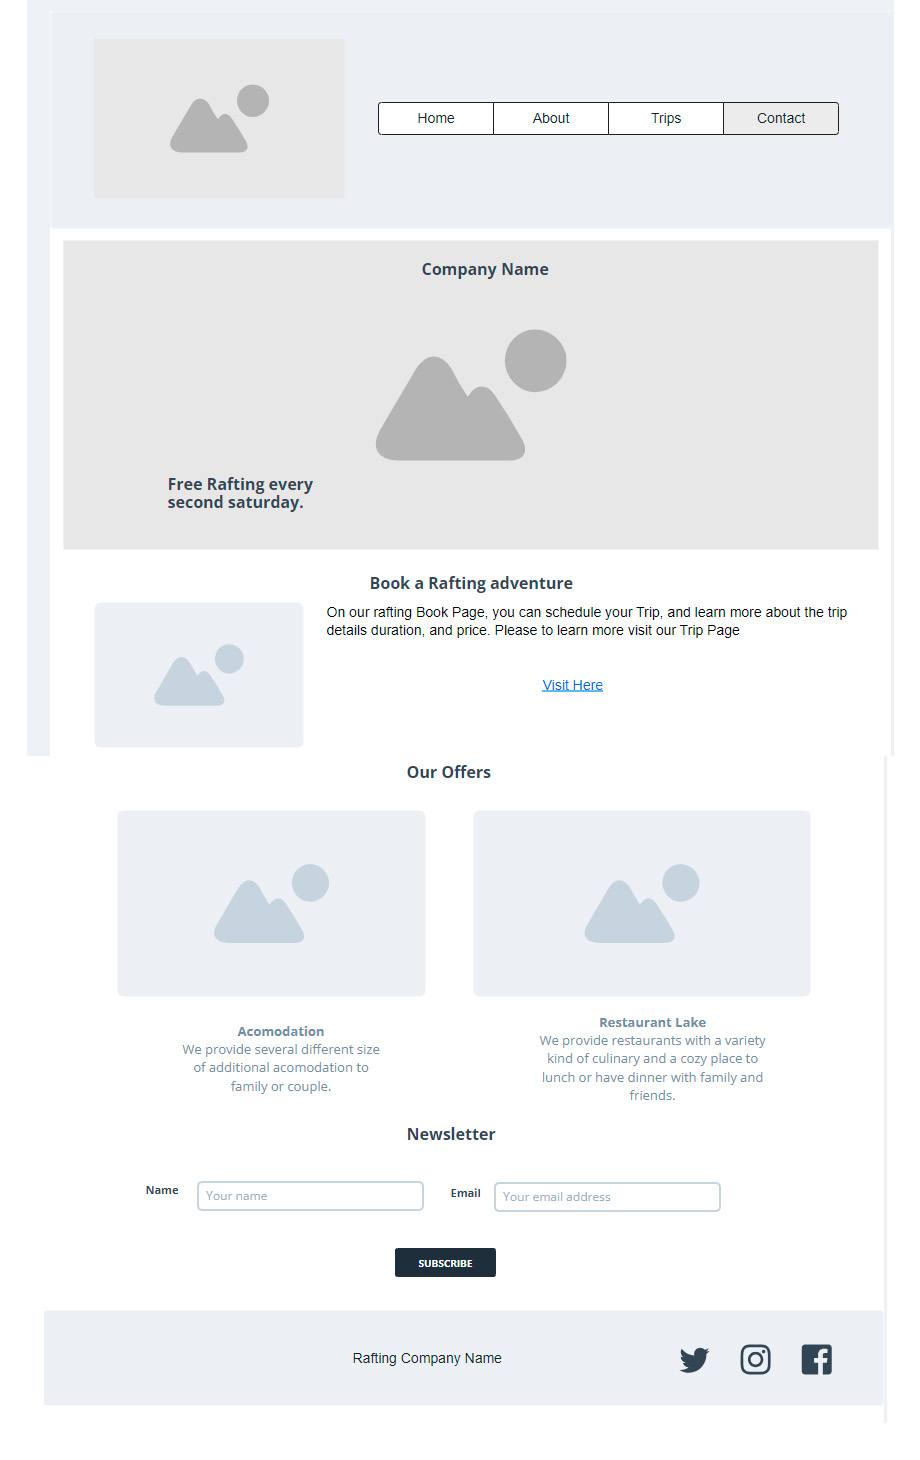 Home About Trips Contact
Company Name
Free Rafting every
second saturday.
Book a Rafting adventure
On our rafting Book Page, you can schedule your Trip, and learn more about the trip
details duration, and price. Please to learn more visit our Trip Page
Visit Here
Our Offers
Acomodation
We provide several different size
of additional acomodation to
family or couple.
Restaurant Lake
We provide restaurants with a variety
kind of culinary and a cozy place to
lunch or have dinner with family and
friends.
Newsletter
Name Your name Email Your email address
SUBSCRIBE
Rafting Company Name